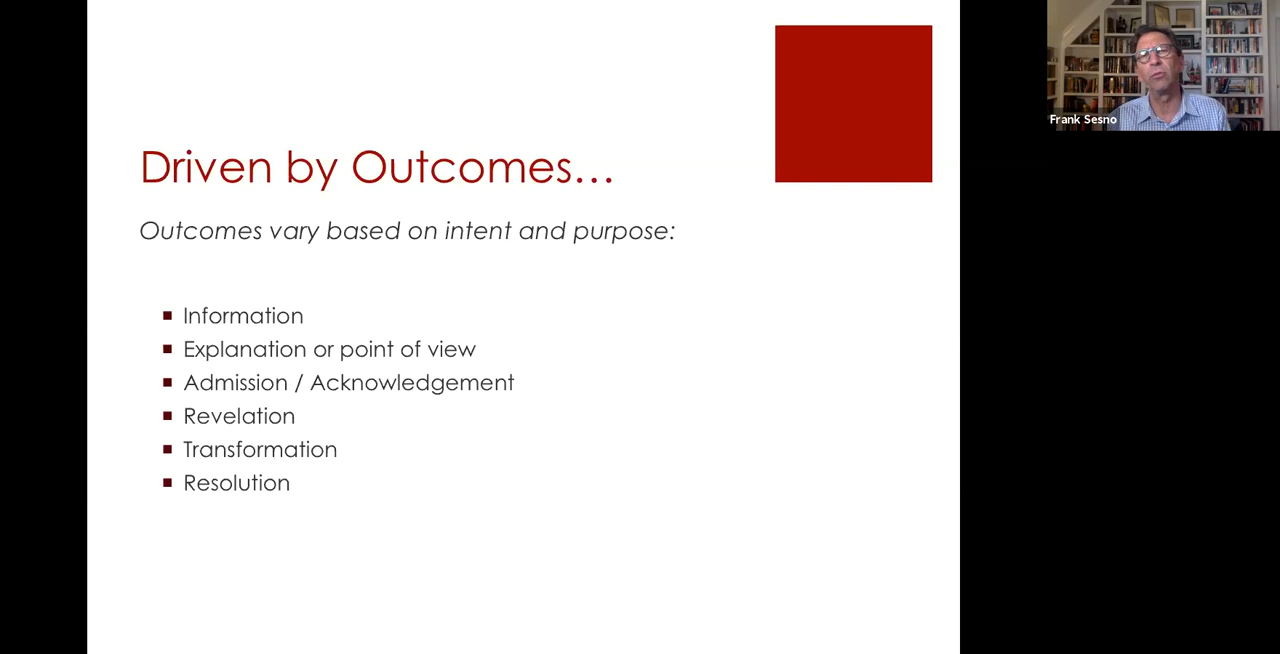 Driven by Outcomes…
Outcomes vary based on intent and purpose:
■ Information
■ Explanation or point of view
■ Admission / Acknowledgement
■ Revelation
■ Transformation
■ Resolution
Frank Sesno